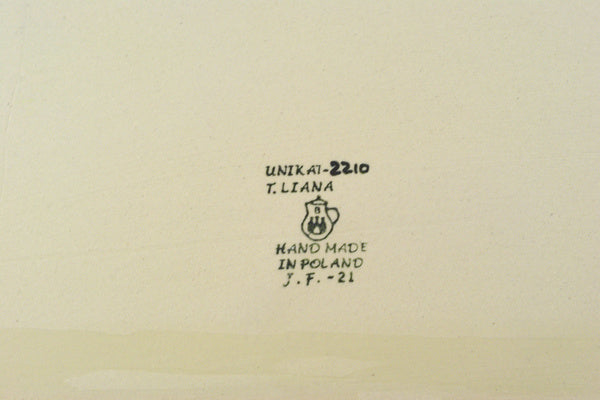 UNIKAT-2210
T. LIANA
B
HAND MADE
IN POLAND
J.F.-21